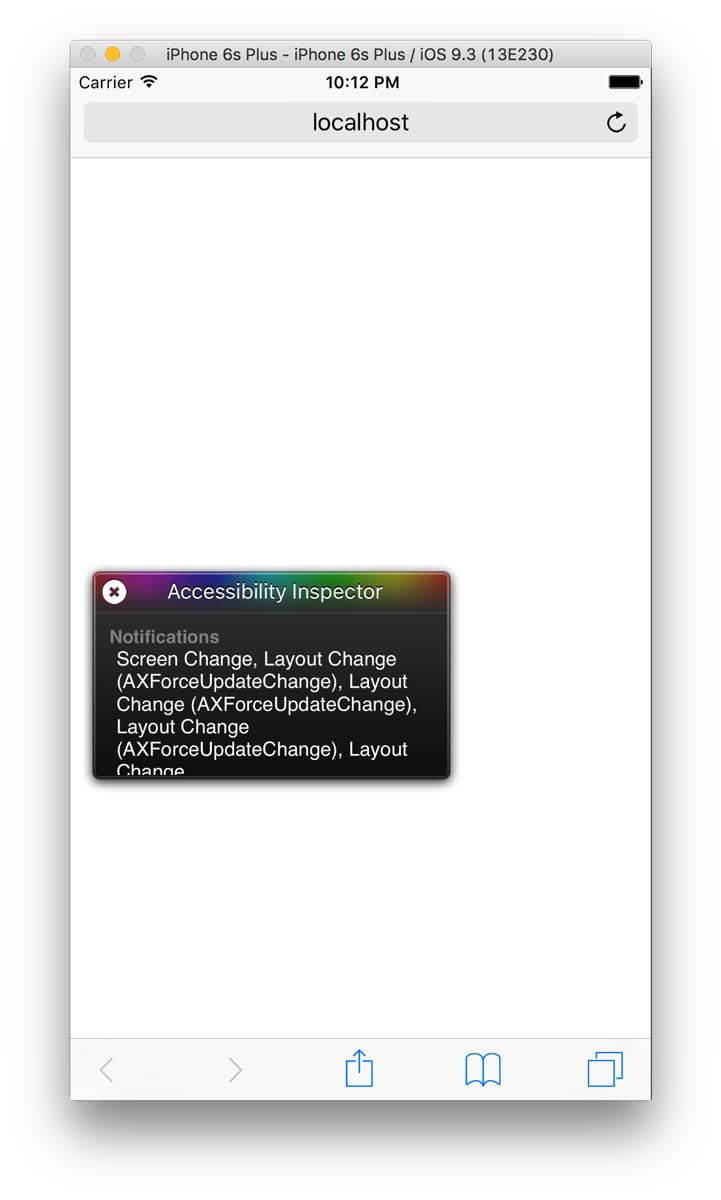 iPhone 6s Plus - iPhone 6s Plus / iOS 9.3 (13E230)
Carrier 10:12 PM
localhost
Accessibility Inspector
Notifications
Screen Change, Layout Change
(AXForceUpdateChange), Layout
Change (AXForceUpdateChange),
Layout Change
(AXForceUpdateChange), Layout
Change